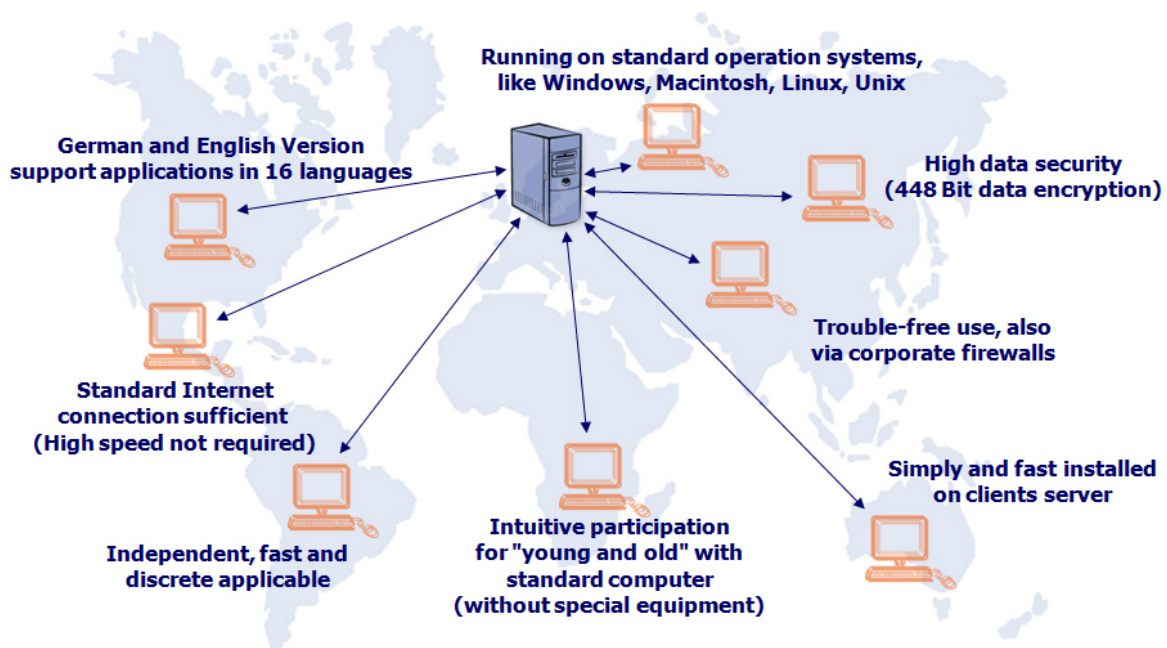 Running on standard operation systems,
like Windows, Macintosh, Linux, Unix
German and English Version
support applications in 16 languages
High data security
(448 Bit data encryption)
Trouble-free use, also
via corporate firewalls
Standard Internet
connection sufficient
(High speed not required)
Simply and fast installed
on clients server
Intuitive participation
for "young and old" with
standard computer
(without special equipment)
Independent, fast and
discrete applicable